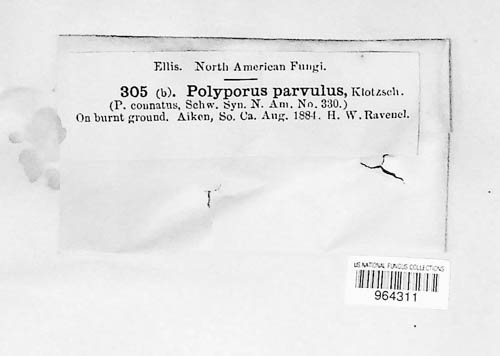 Ellis. North American Fungi.
305 (b). Polyporus parvulus, Klotzsch.
(P. connatus, Schw. Syn. N. Am. No. 330.)
On burnt ground. Aiken, So. Ca. Aug. 1884. H. W. Ravenel.
US NATIONAL FUNGUS COLLECTIONS
964311